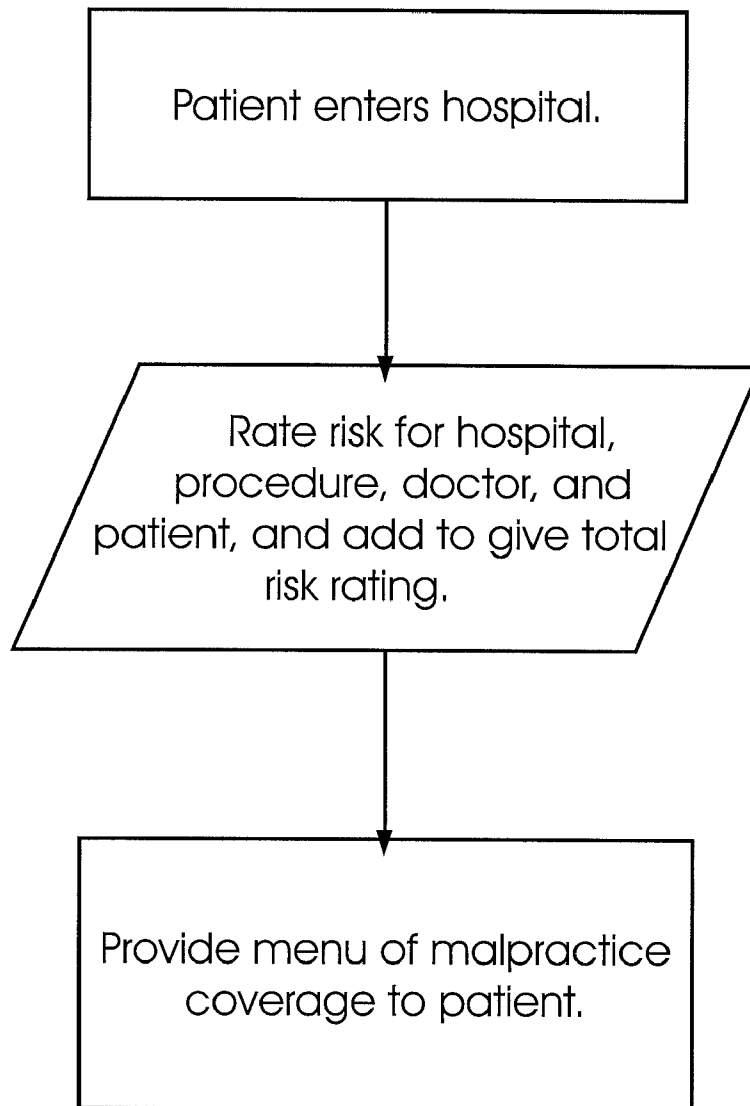 Patient enters hospital.
Rate risk for hospital,
procedure, doctor, and
patient, and add to give total
risk rating.
Provide menu of malpractice
coverage to patient.